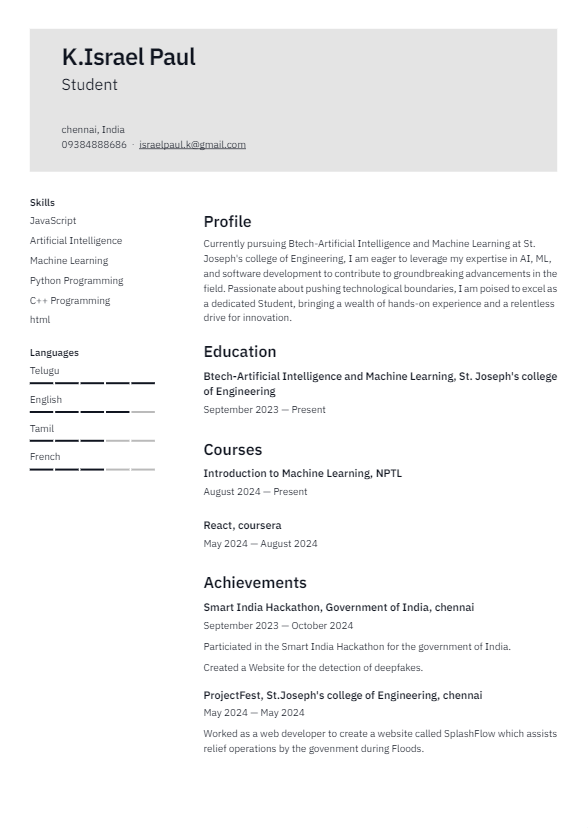 K.Israel Paul
Student
chennai, India
09384888686 · israelpaul.k@gmail.com
Skills
JavaScript
Artificial Intelligence
Machine Learning
Python Programming
C++ Programming
html
Languages
Telugu
English
Tamil
French
Profile
Currently pursuing Btech-Artificial Intelligence and Machine Learning at St.
Joseph's college of Engineering, I am eager to leverage my expertise in AI, ML,
and software development to contribute to groundbreaking advancements in the
field. Passionate about pushing technological boundaries, I am poised to excel as
a dedicated Student, bringing a wealth of hands-on experience and a relentless
drive for innovation.
Education
Btech-Artificial Intelligence and Machine Learning, St. Joseph's college
of Engineering
September 2023 — Present
Courses
Introduction to Machine Learning, NPTL
August 2024 — Present
React, coursera
May 2024 — August 2024
Achievements
Smart India Hackathon, Government of India, chennai
September 2023 — October 2024
Particiated in the Smart India Hackathon for the government of India.
Created a Website for the detection of deepfakes.
ProjectFest, St.Joseph's college of Engineering, chennai
May 2024 — May 2024
Worked as a web developer to create a website called SplashFlow which assists
relief operations by the govenment during Floods.